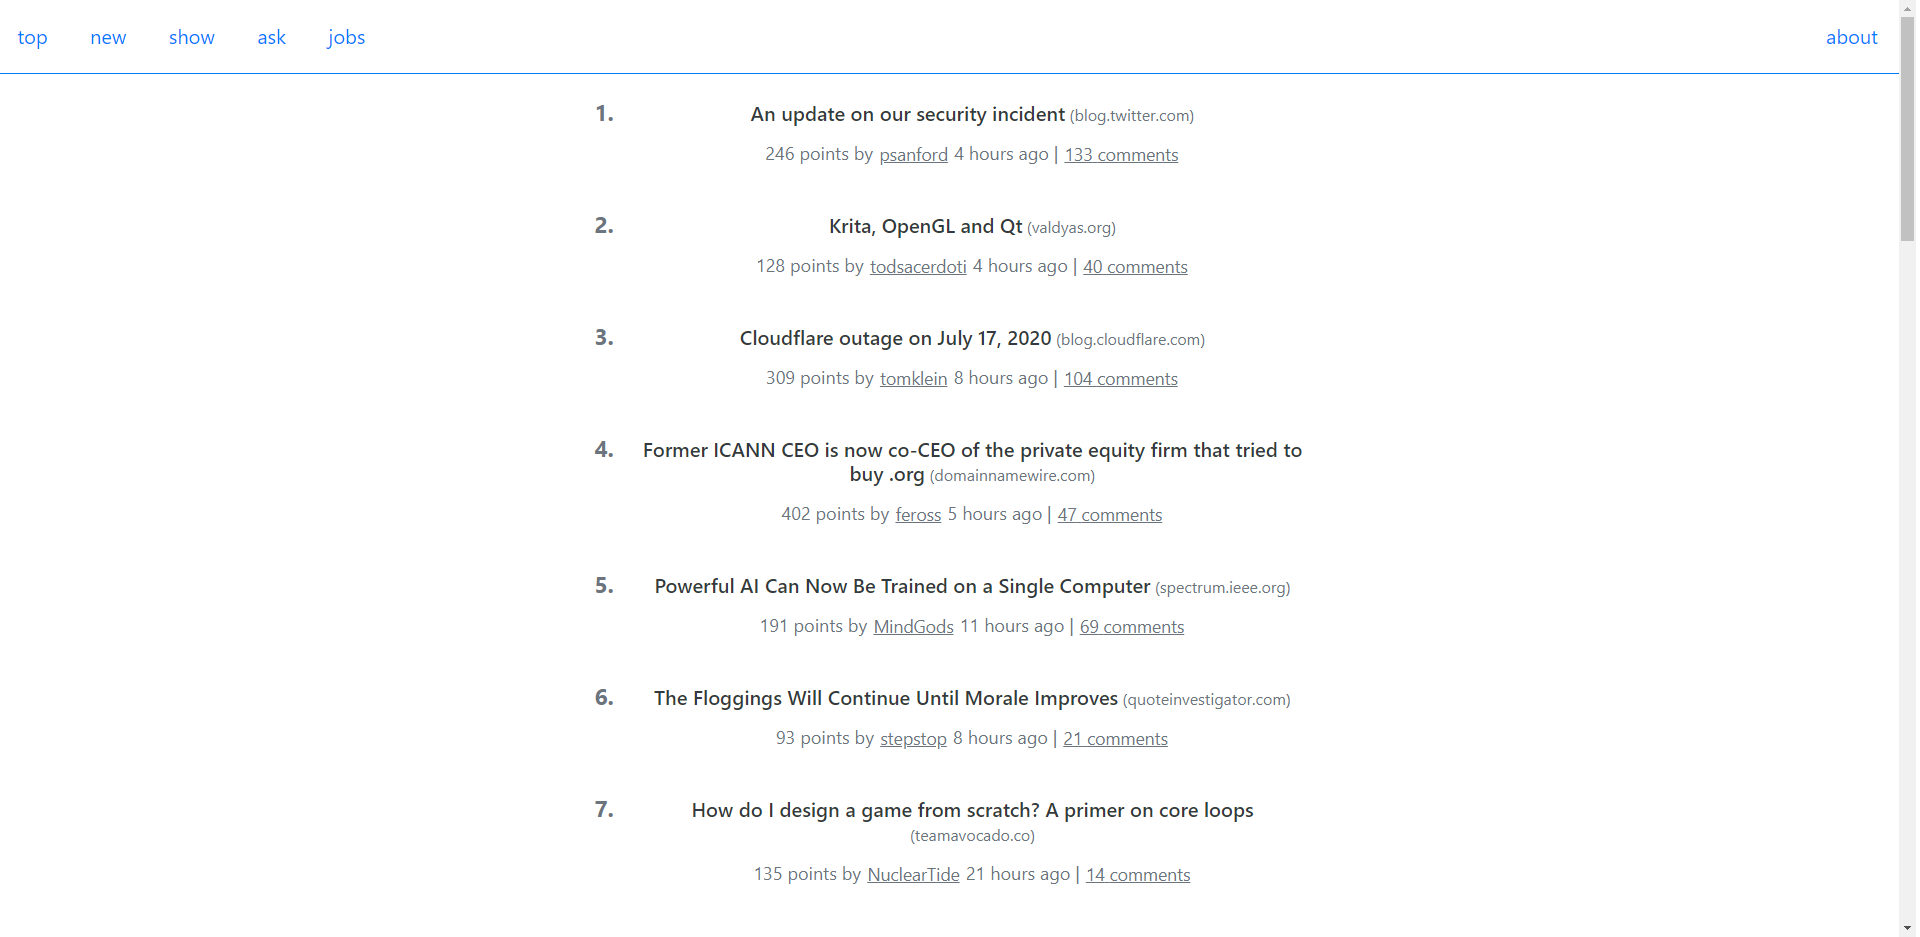 top new show ask jobs about
1. An update on our security incident (blog.twitter.com)
246 points by psanford 4 hours ago | 133 comments
2. Krita, OpenGL and Qt (valdyas.org)
128 points by todsacerdoti 4 hours ago | 40 comments
3. Cloudflare outage on July 17, 2020 (blog.cloudflare.com)
309 points by tomklein 8 hours ago | 104 comments
4. Former ICANN CEO is now co-CEO of the private equity firm that tried to
buy .org (domainnamewire.com)
402 points by feross 5 hours ago | 47 comments
5. Powerful AI Can Now Be Trained on a Single Computer (spectrum.ieee.org)
191 points by MindGods 11 hours ago | 69 comments
6. The Floggings Will Continue Until Morale Improves (quoteinvestigator.com)
93 points by stepstop 8 hours ago | 21 comments
7. How do I design a game from scratch? A primer on core loops
(teamavocado.co)
135 points by NuclearTide 21 hours ago | 14 comments